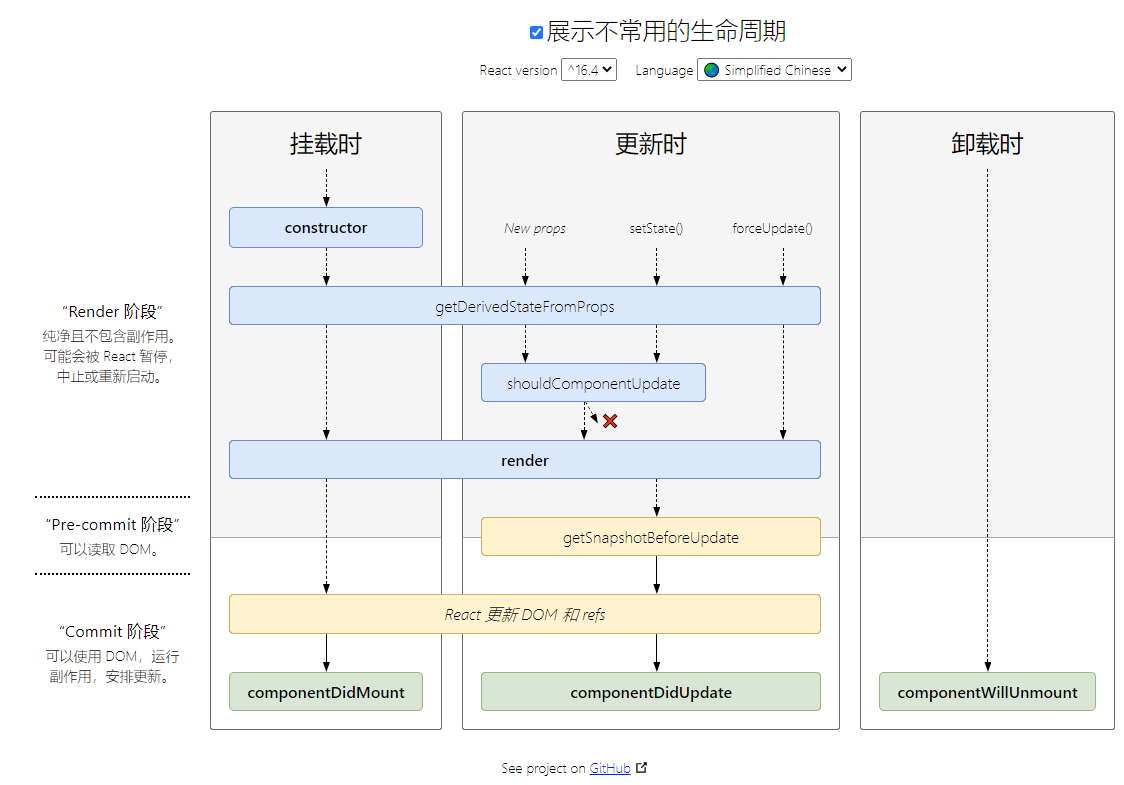 展示不常用的生命周期
React version ^16.4 Language Simplified Chinese
挂载时
更新时
卸载时
constructor
New props
setState()
forceUpdate()
“Render 阶段”
纯净且不包含副作用。
可能会被 React 暂停，
中止或重新启动。
getDerivedStateFromProps
shouldComponentUpdate
render
“Pre-commit 阶段”
可以读取 DOM。
getSnapshotBeforeUpdate
React 更新 DOM 和 refs
“Commit 阶段”
可以使用 DOM，运行
副作用，安排更新。
componentDidMount
componentDidUpdate
componentWillUnmount
See project on GitHub